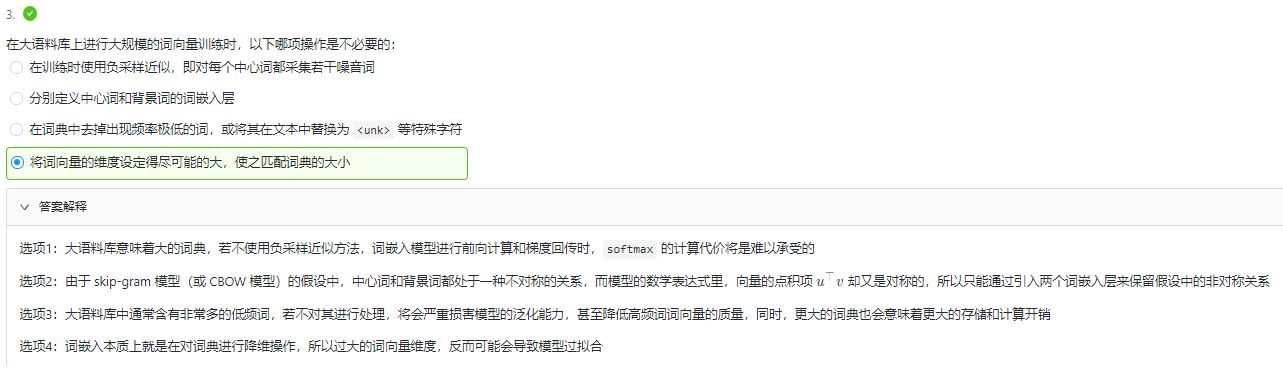 3.
在大语料库上进行大规模的词向量训练时，以下哪项操作是不必要的：
在训练时使用负采样近似，即对每个中心词都采集若干噪音词
分别定义中心词和背景词的词嵌入层
在词典中去掉出现频率极低的词，或将其在文本中替换为 <unk> 等特殊字符
将词向量的维度设定得尽可能的大，使之匹配词典的大小
答案解释
选项1：大语料库意味着大的词典，若不使用负采样近似方法，词嵌入模型进行前向计算和梯度回传时，softmax 的计算代价将是难以承受的
选项2：由于 skip-gram 模型（或 CBOW 模型）的假设中，中心词和背景词都处于一种不对称的关系，而模型的数学表达式里，向量的点积项 u⊤v 却又是对称的，所以只能通过引入两个词嵌入层来保留假设中的非对称关系
选项3：大语料库中通常含有非常多的低频词，若不对其进行处理，将会严重损害模型的泛化能力，甚至降低高频词词向量的质量，同时，更大的词典也会意味着更大的存储和计算开销
选项4：词嵌入本质上就是在对词典进行降维操作，所以过大的词向量维度，反而可能会导致模型过拟合